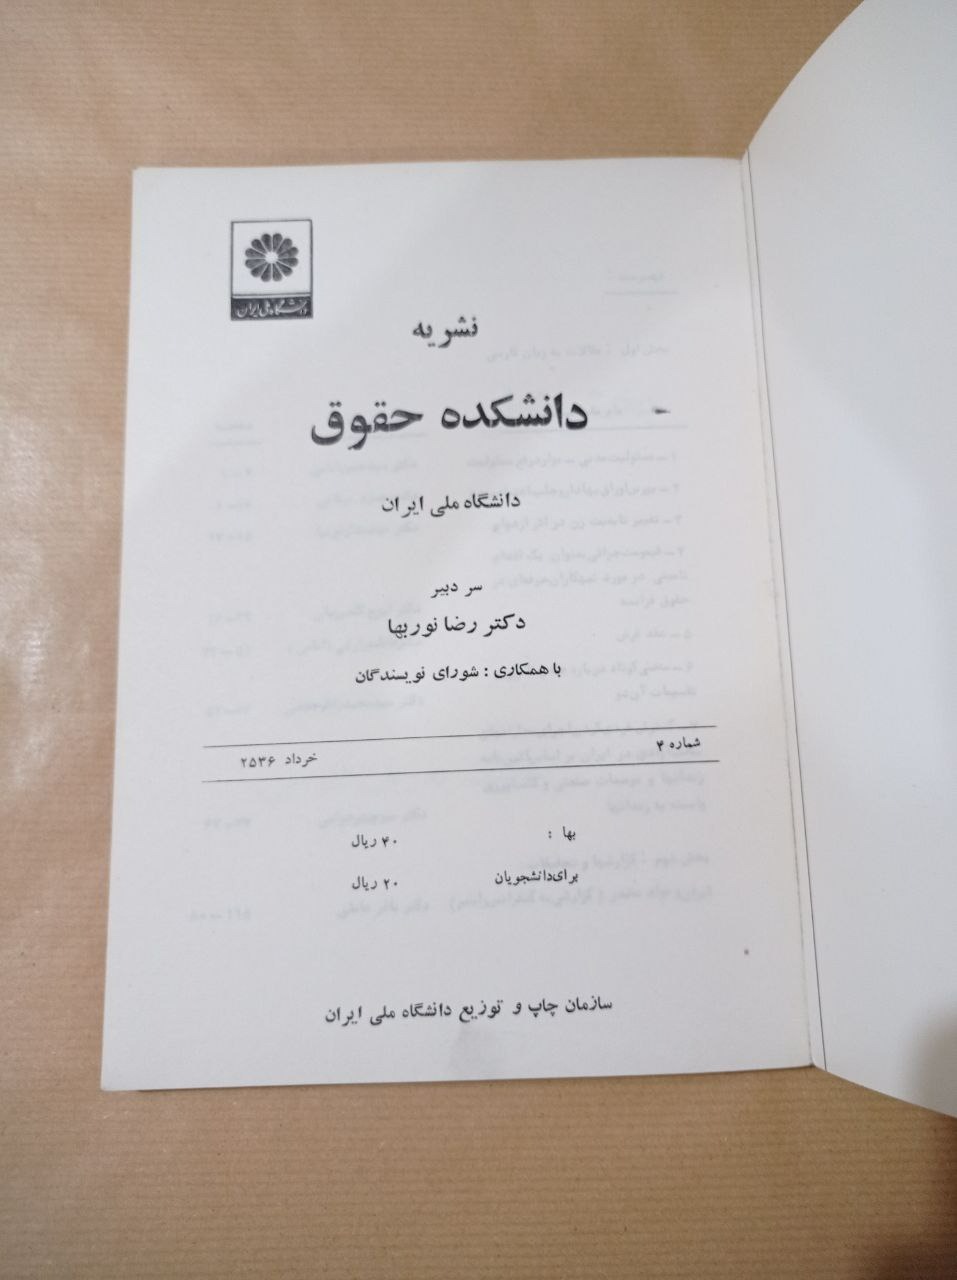 دانشگاه ملی ایران
نشریه
دانشکده حقوق
دانشگاه ملی ایران
سر دبیر
دکتر رضا نوربها
با همکاری : شورای نویسندگان
شماره ۴
خرداد ۲۵۳۶
بها :
۴۰ ریال
برای‌دانشجویان
۲۰ ریال
سازمان چاپ و توزیع دانشگاه ملی ایران